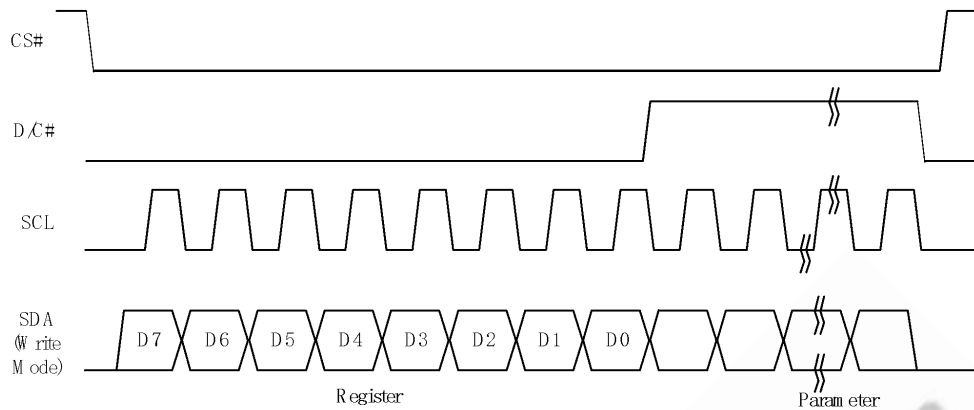 CS#
D/C#
SCL
SDA
(Write
Mode)
D7 D6 D5 D4 D3 D2 D1 D0
Register Parameter